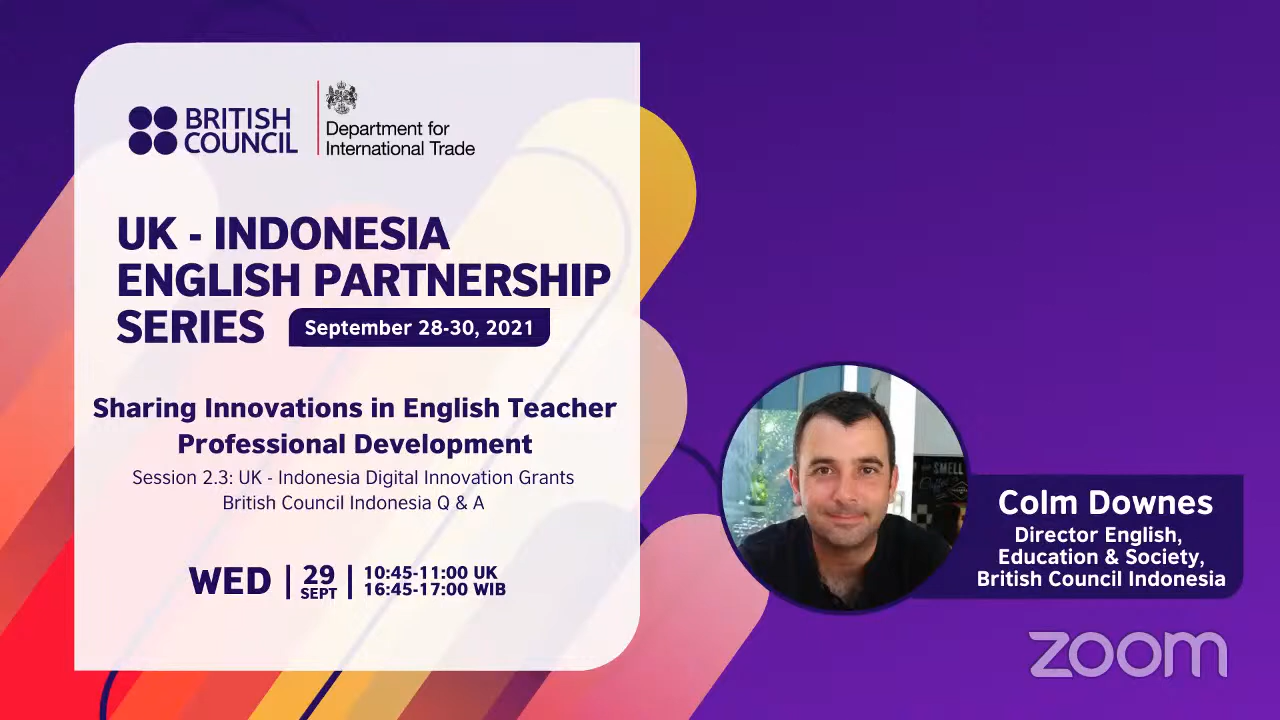 BRITISH
COUNCIL
Department for
International Trade
UK - INDONESIA
ENGLISH PARTNERSHIP
SERIES
September 28-30, 2021
Sharing Innovations in English Teacher
Professional Development
Session 2.3: UK - Indonesia Digital Innovation Grants
British Council Indonesia Q & A
WED | 29 SEPT | 10:45-11:00 UK
16:45-17:00 WIB
SMELL
Colm Downes
Director English,
Education & Society,
British Council Indonesia
zoom